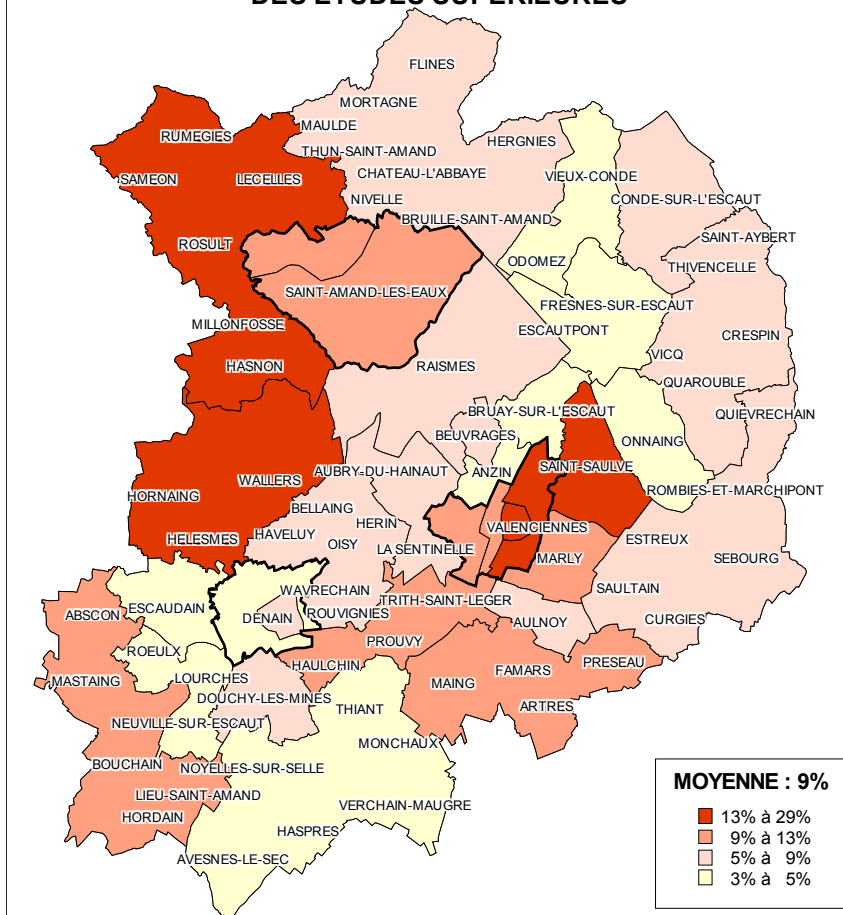 DES ETUDES SUPERIEURES
FLINES
MORTAGNE
MAULDE
RUMEGIES
HERGNIES
THUN-SAINT-AMAND
CHATEAU-L'ABBAYE
VIEUX-CONDE
SAMEON
LECELLES
NIVELLE
CONDE-SUR-L'ESCAUT
BRUILLE-SAINT-AMAND
SAINT-AYBERT
ROSULT
ODOMEZ
THIVENCELLE
SAINT-AMAND-LES-EAUX
FRESNES-SUR-ESCAUT
MILLONFOSSE
ESCAUTPONT
CRESPIN
VICQ
HASNON
RAISMES
QUAROUBLE
BRUAY-SUR-L'ESCAUT
QUIEVRECHAIN
BEUVRAGES
ONNAING
AUBRY-DU-HAINAUT
ANZIN
SAINT-SAULVE
WALLERS
ROMBIES-ET-MARCHIPONT
HORNAING
BELLAING
HERIN
VALENCIENNES
HELESMES
HAVELUY
OISY
LA SENTINELLE
ESTREUX
MARLY
SEBOURG
WAVRECHAIN
SAULTAIN
ESCAUDAIN
TRITH-SAINT-LEGER
ABSCON
DENAIN
ROUVIGNIES
AULNOY
CURGIES
PROUVY
ROEULX
HAULCHIN
PRESEAU
FAMARS
LOURCHES
MASTAING
MAING
DOUCHY-LES-MINES
THIANT
ARTRES
NEUVILLE-SUR-ESCAUT
MONCHAUX
BOUCHAIN
NOYELLES-SUR-SELLE
LIEU-SAINT-AMAND
VERCHAIN-MAUGRE
HORDAIN
HASPRES
AVESNES-LE-SEC
MOYENNE : 9%
13% à 29%
9% à 13%
5% à 9%
3% à 5%